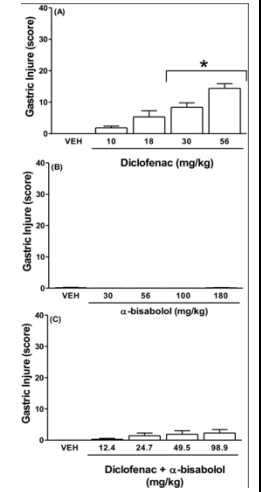 (A)
Gastric Injure (score)
40
30
20
10
0
*
VEH 10 18 30 56
Diclofenac (mg/kg)
(B)
Gastric Injure (score)
40
30
20
10
0
VEH 30 56 100 180
α-bisabolol (mg/kg)
(C)
Gastric Injure (score)
40
30
20
10
0
VEH 12.4 24.7 49.5 98.9
Diclofenac + α-bisabolol
(mg/kg)